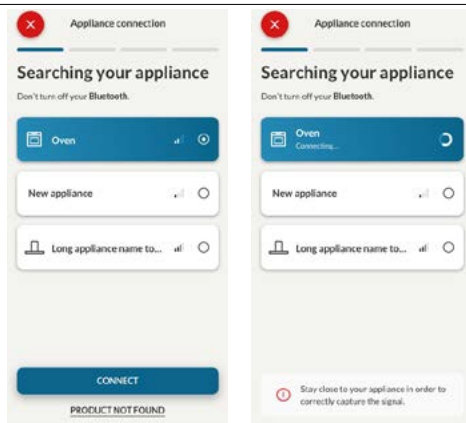 Appliance connection
Searching your appliance
Don't turn off your Bluetooth.
Oven
New appliance
Long appliance name to...
CONNECT
PRODUCT NOT FOUND
Appliance connection
Searching your appliance
Don't turn off your Bluetooth.
Oven
Connecting...
New appliance
Long appliance name to...
Stay close to your appliance in order to
correctly capture the signal.